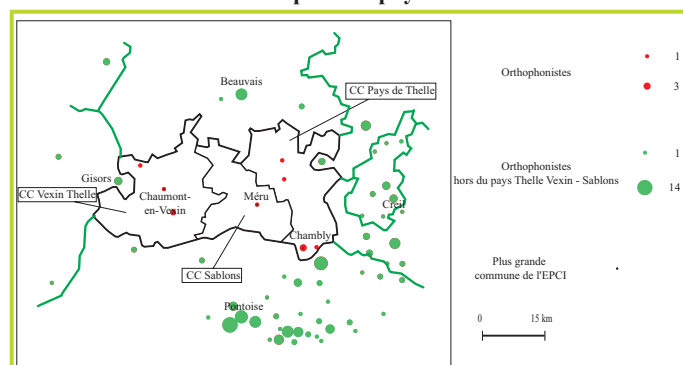 Beauvais
CC Pays de Thelle
Gisors
CC Vexin Thelle
Chaumont-
en-Vexin
Méru
Creil
Chambly
CC Sablons
Pontoise
Orthophonistes
1
3
Orthophonistes
hors du pays Thelle Vexin - Sablons
1
14
Plus grande
commune de l'EPCI
0
15 km